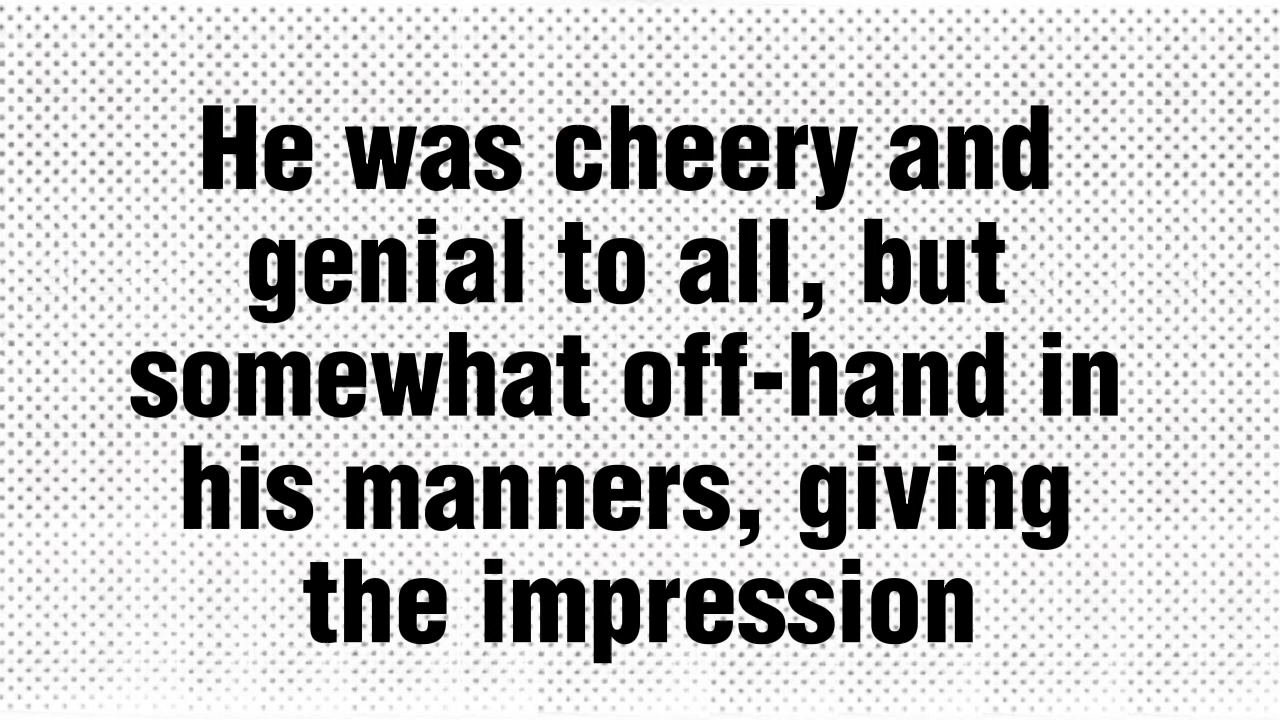 He was cheery and
genial to all, but
somewhat off-hand in
his manners, giving
the impression